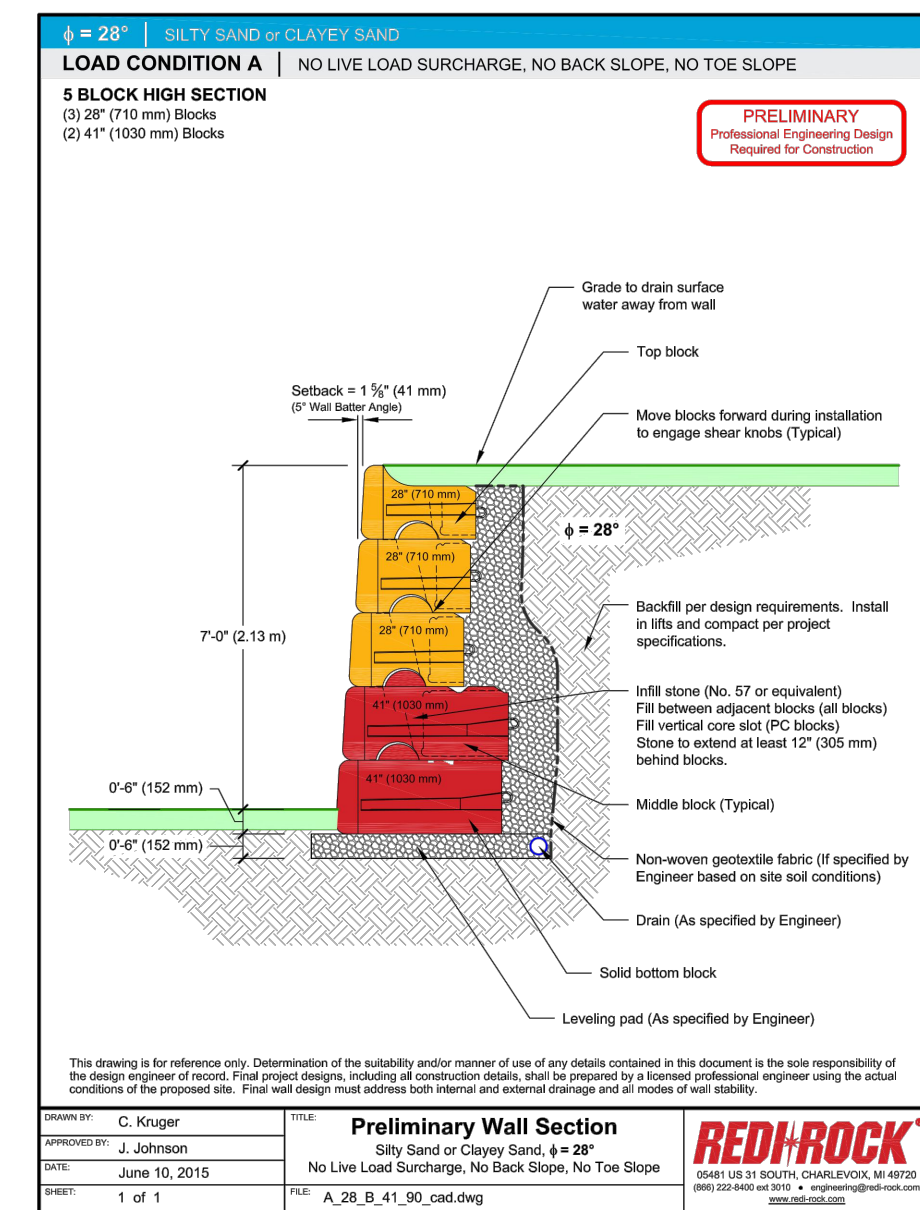 ϕ = 28° | SILTY SAND or CLAYEY SAND
LOAD CONDITION A | NO LIVE LOAD SURCHARGE, NO BACK SLOPE, NO TOE SLOPE
5 BLOCK HIGH SECTION
(3) 28" (710 mm) Blocks
(2) 41" (1030 mm) Blocks
PRELIMINARY
Professional Engineering Design
Required for Construction
Grade to drain surface
water away from wall
Top block
Setback = 1 5⁄8" (41 mm)
(5° Wall Batter Angle)
Move blocks forward during installation
to engage shear knobs (Typical)
28" (710 mm)
ϕ = 28°
28" (710 mm)
28" (710 mm)
7'-0" (2.13 m)
Backfill per design requirements. Install
in lifts and compact per project
specifications.
41" (1030 mm)
Infill stone (No. 57 or equivalent)
Fill between adjacent blocks (all blocks)
Fill vertical core slot (PC blocks)
Stone to extend at least 12" (305 mm)
behind blocks.
41" (1030 mm)
0'-6" (152 mm)
Middle block (Typical)
0'-6" (152 mm)
Non-woven geotextile fabric (If specified by
Engineer based on site soil conditions)
Drain (As specified by Engineer)
Solid bottom block
Leveling pad (As specified by Engineer)
This drawing is for reference only. Determination of the suitability and/or manner of use of any details contained in this document is the sole responsibility of
the design engineer of record. Final project designs, including all construction details, shall be prepared by a licensed professional engineer using the actual
conditions of the proposed site. Final wall design must address both internal and external drainage and all modes of wall stability.
DRAWN BY: C. Kruger
APPROVED BY: J. Johnson
DATE: June 10, 2015
SHEET: 1 of 1
TITLE: Preliminary Wall Section
Silty Sand or Clayey Sand, ϕ = 28°
No Live Load Surcharge, No Back Slope, No Toe Slope
FILE: A_28_B_41_90_cad.dwg
REDI-ROCK®
05481 US 31 SOUTH, CHARLEVOIX, MI 49720
(866) 222-8400 ext 3010 • engineering@redi-rock.com
www.redi-rock.com